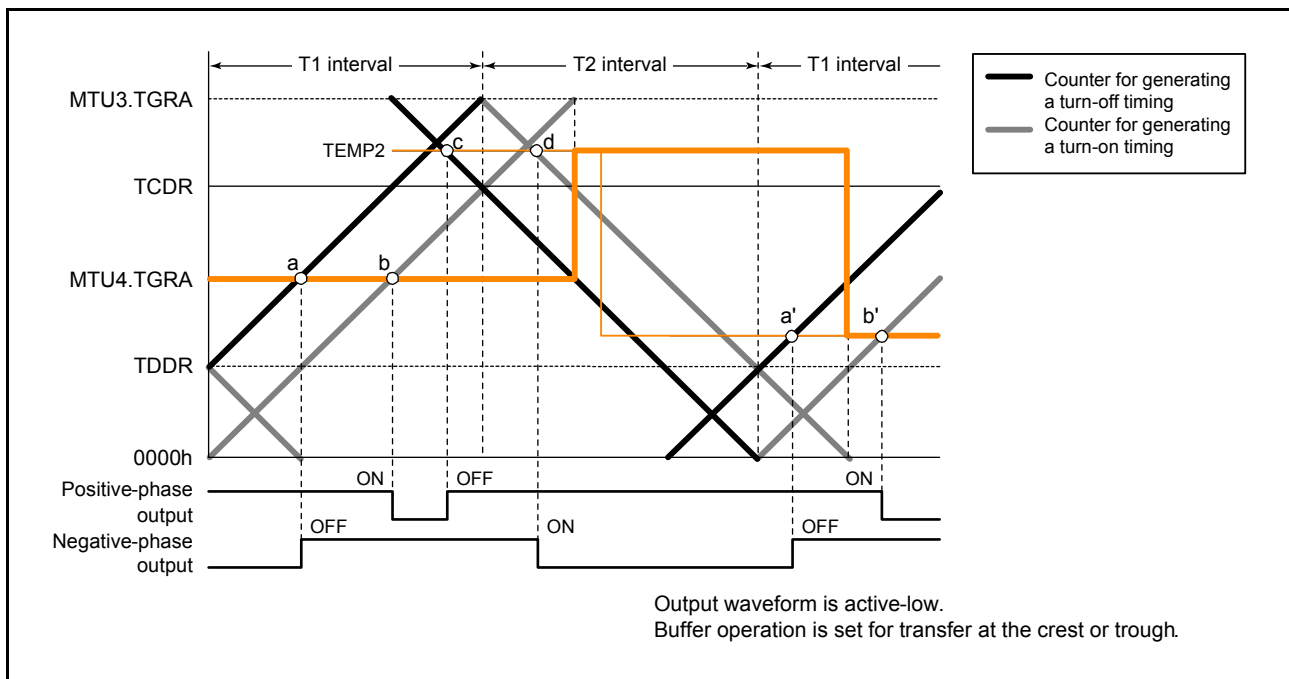 T1 interval
T2 interval
T1 interval
Counter for generating
a turn-off timing
Counter for generating
a turn-on timing
MTU3.TGRA
TEMP2
c
d
TCDR
MTU4.TGRA
a
b
a'
b'
TDDR
0000h
Positive-phase
output
ON
OFF
ON
Negative-phase
output
OFF
ON
OFF
Output waveform is active-low.
Buffer operation is set for transfer at the crest or trough.